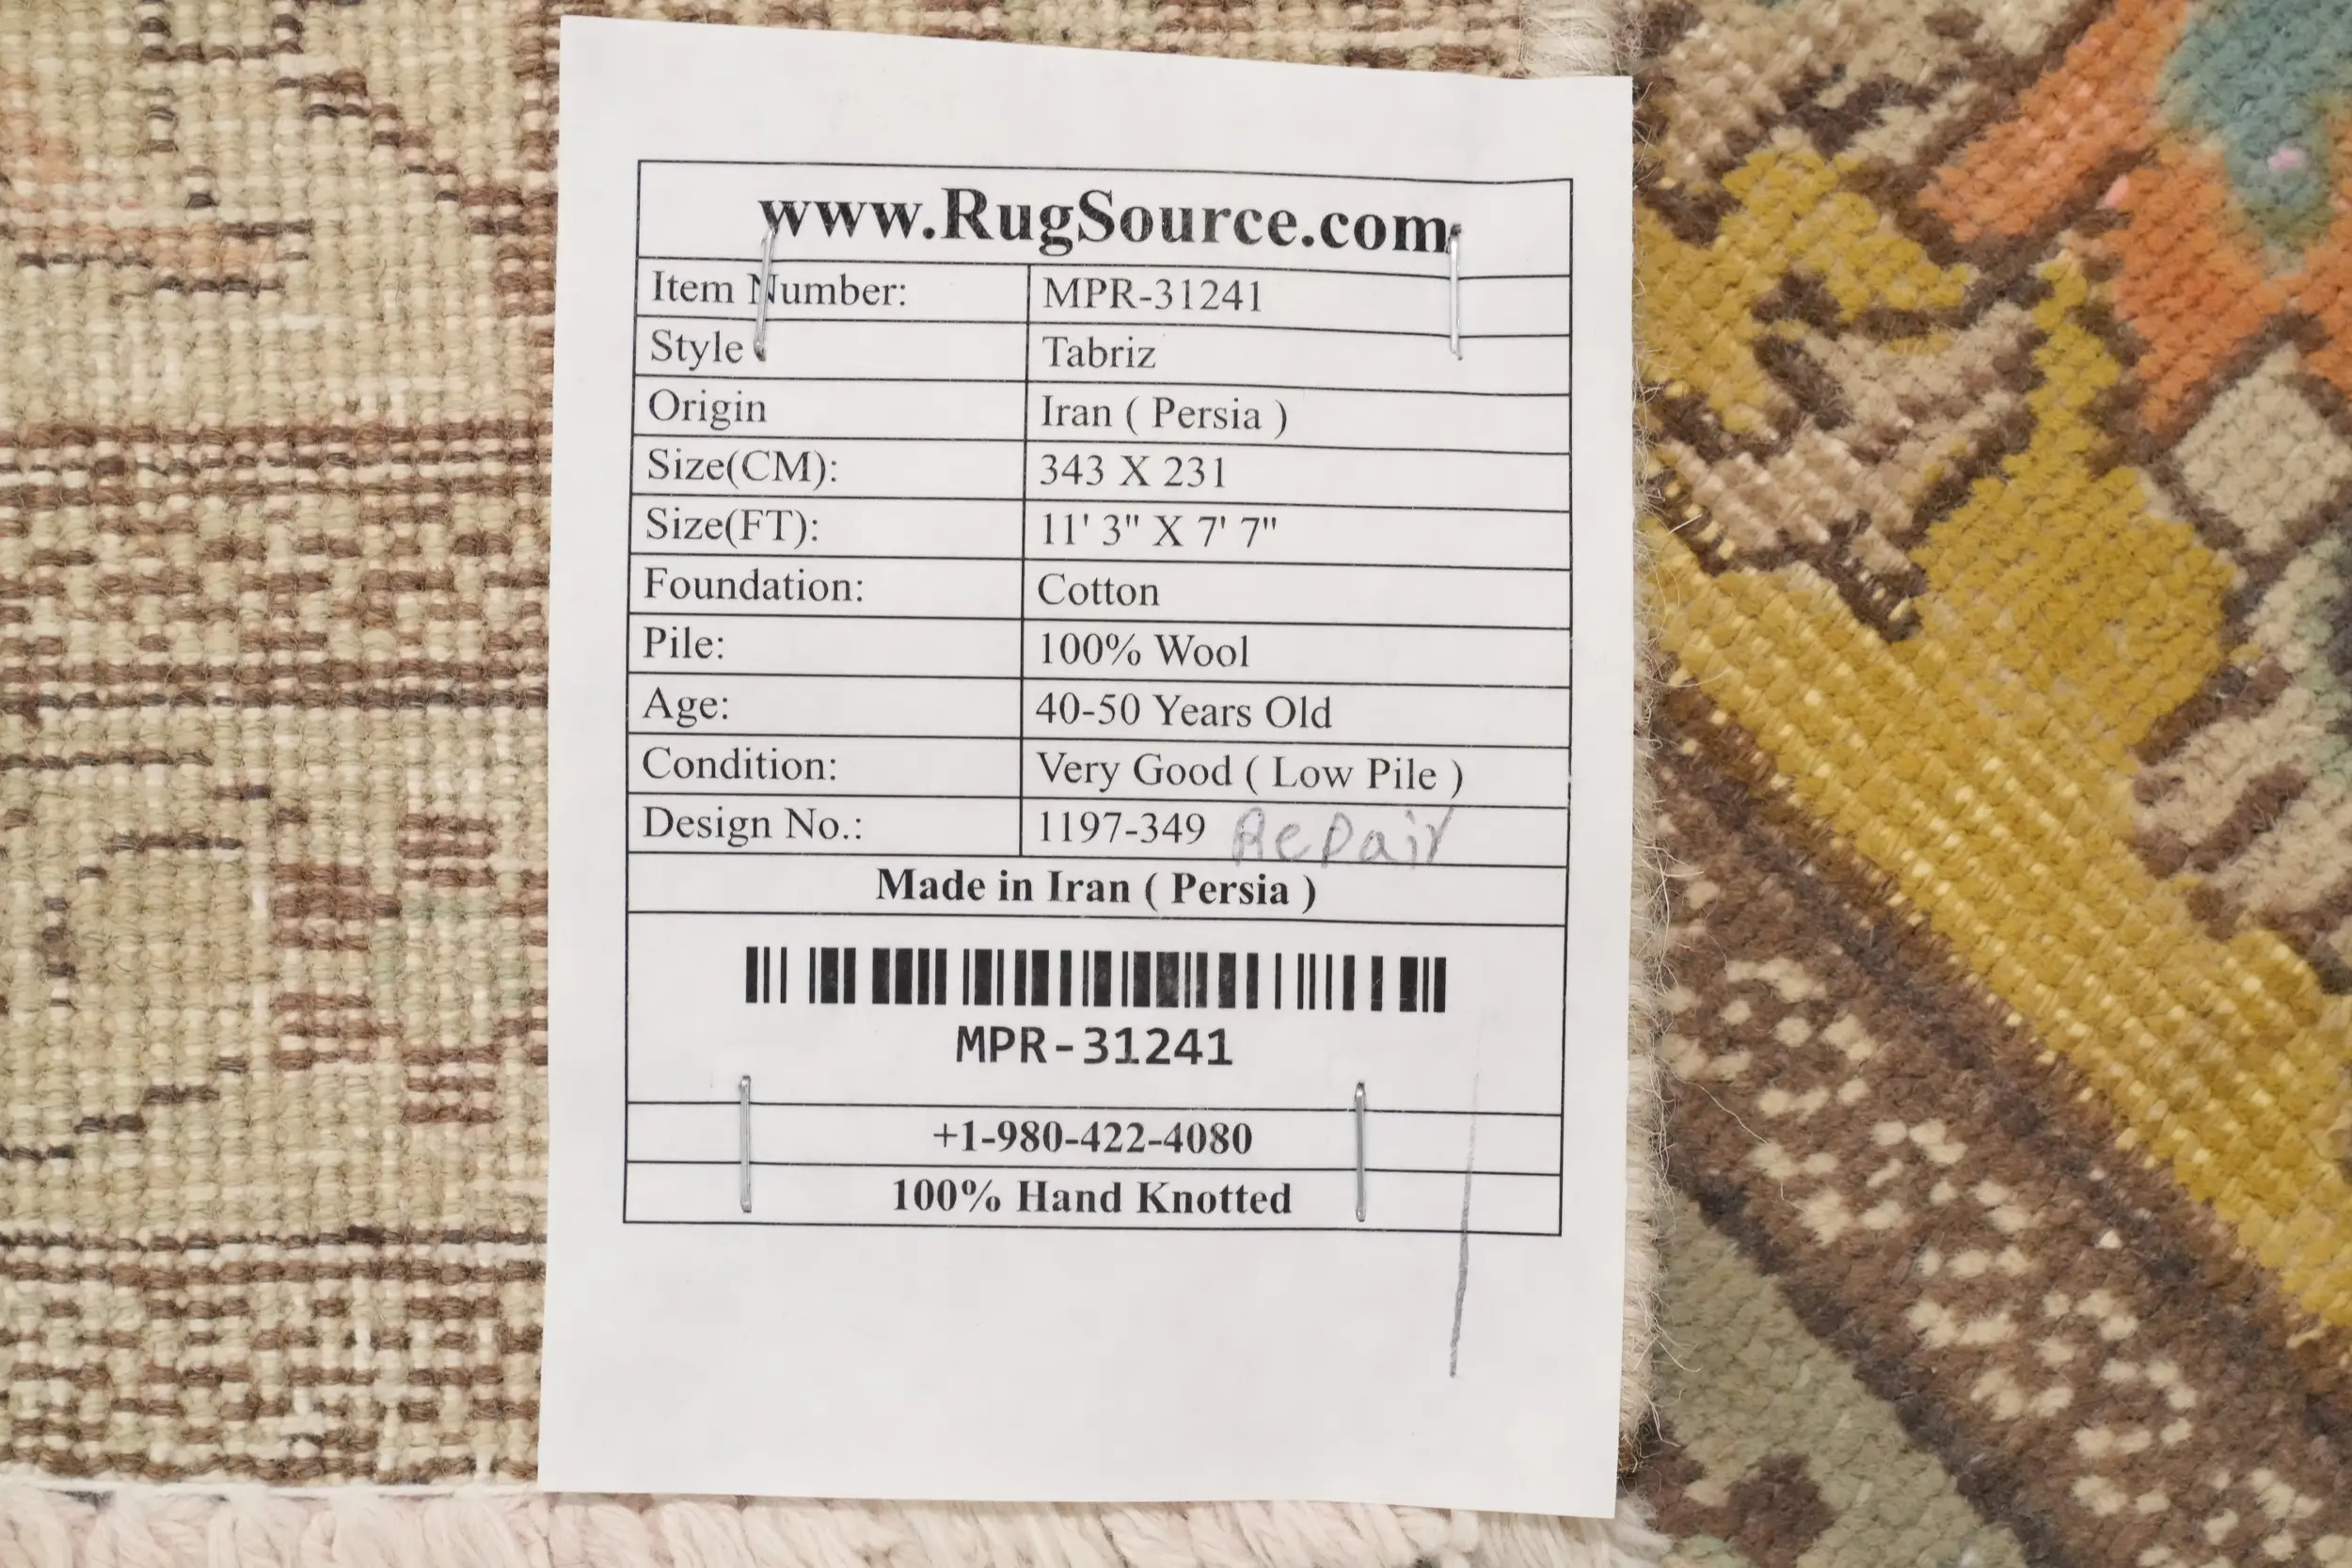 www.RugSource.com
Item Number: MPR-31241
Style Tabriz
Origin Iran ( Persia )
Size(CM): 343 X 231
Size(FT): 11' 3" X 7' 7"
Foundation: Cotton
Pile: 100% Wool
Age: 40-50 Years Old
Condition: Very Good ( Low Pile )
Design No.: 1197-349 Repair
Made in Iran ( Persia )
MPR-31241
+1-980-422-4080
100% Hand Knotted